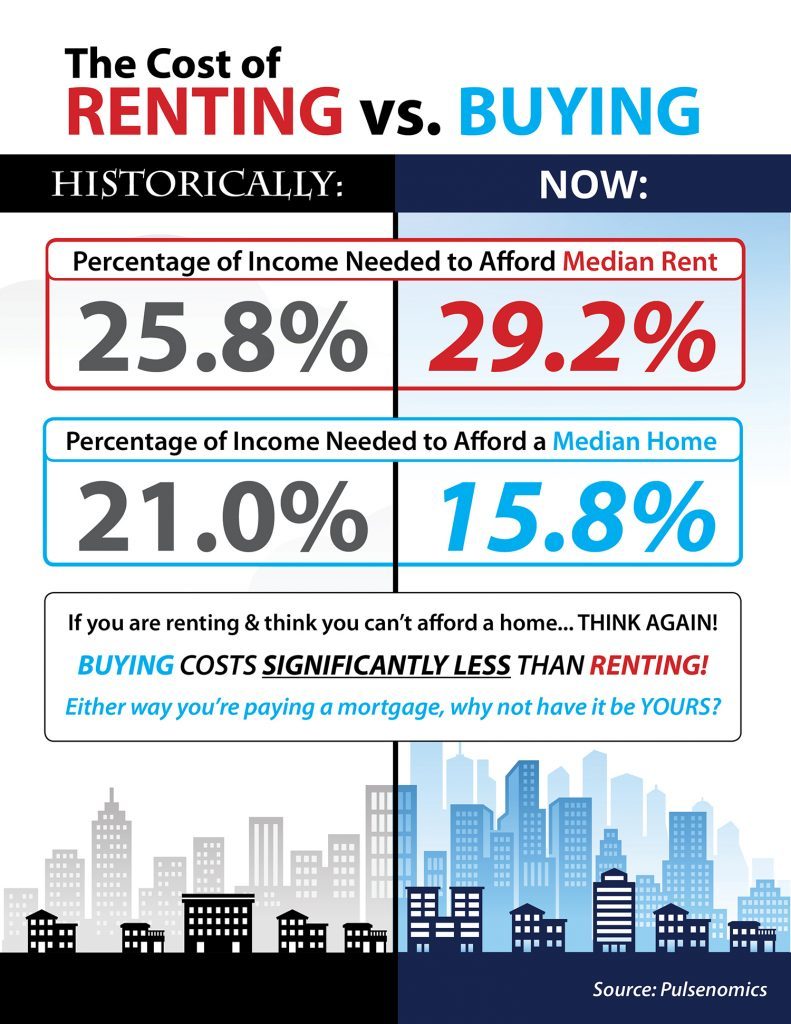 The Cost of
RENTING vs. BUYING
HISTORICALLY:
NOW:
Percentage of Income Needed to Afford Median Rent
25.8%
29.2%
Percentage of Income Needed to Afford a Median Home
21.0%
15.8%
If you are renting & think you can't afford a home... THINK AGAIN!
BUYING COSTS SIGNIFICANTLY LESS THAN RENTING!
Either way you're paying a mortgage, why not have it be YOURS?
Source: Pulsenomics